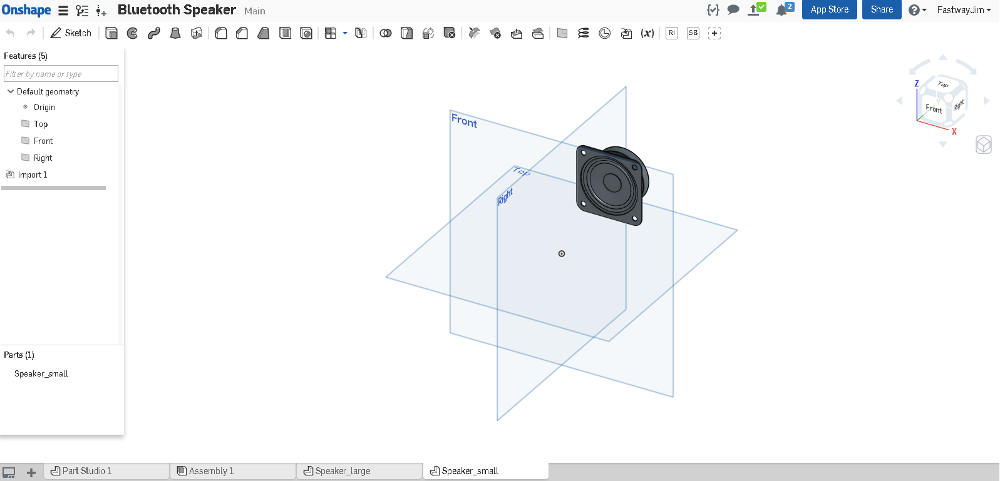 Onshape Bluetooth Speaker Main 2 App Store Share FastwayJim
Sketch (x) Ri SB
Features (5)
Filter by name or type
Default geometry
Origin
Top
Front
Right
Import 1
Parts (1)
Speaker_small
Front
Top
Right
Z
Top
Y
Front
Right
X
Part Studio 1 Assembly 1 Speaker_large Speaker_small